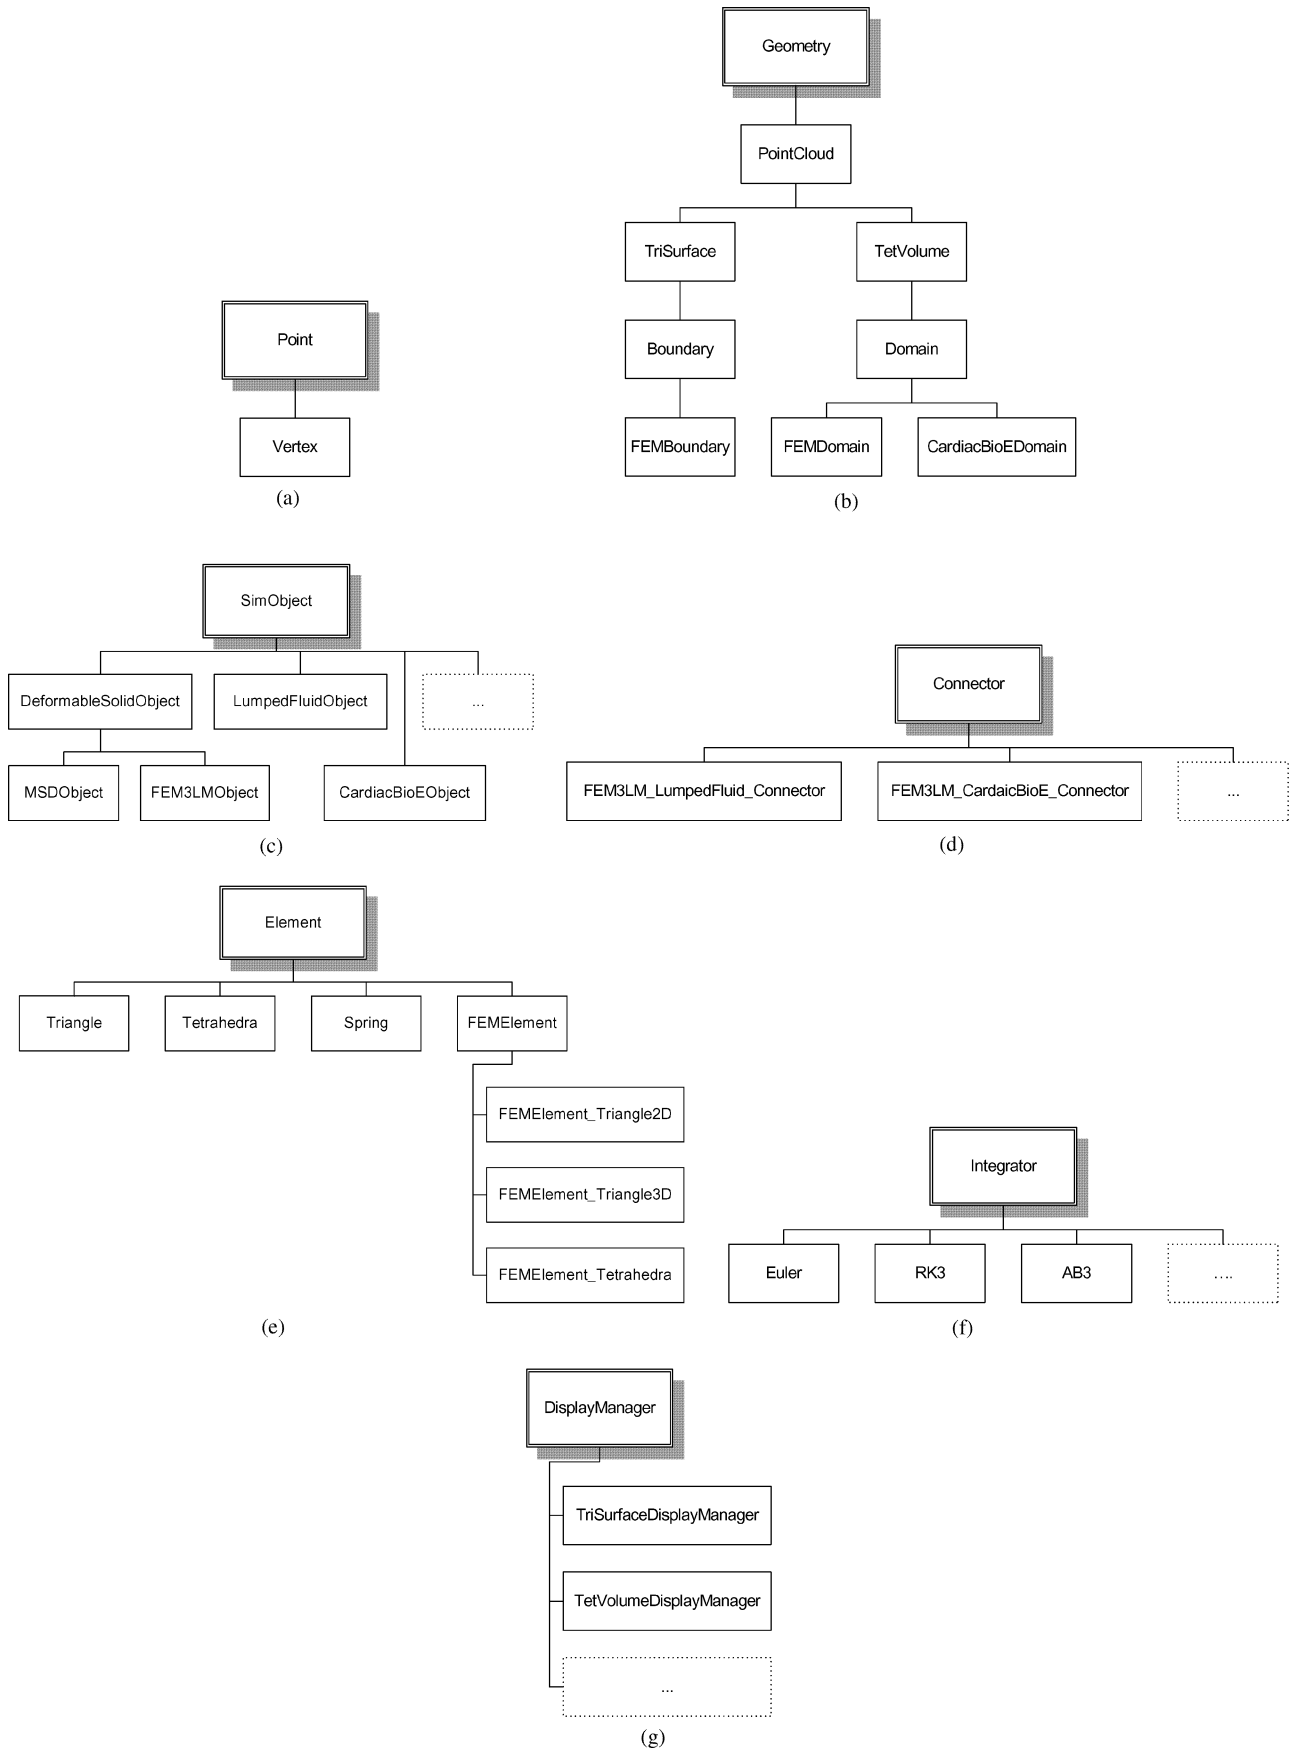 Geometry
PointCloud
TriSurface
TetVolume
Boundary
Domain
FEMBoundary
FEMDomain
CardiacBioEDomain
Point
Vertex
(a)
(b)
SimObject
DeformableSolidObject
LumpedFluidObject
...
MSDObject
FEM3LMObject
CardiacBioEObject
(c)
Connector
FEM3LM_LumpedFluid_Connector
FEM3LM_CardaicBioE_Connector
...
(d)
Element
Triangle
Tetrahedra
Spring
FEMElement
FEMElement_Triangle2D
FEMElement_Triangle3D
FEMElement_Tetrahedra
(e)
Integrator
Euler
RK3
AB3
....
(f)
DisplayManager
TriSurfaceDisplayManager
TetVolumeDisplayManager
...
(g)